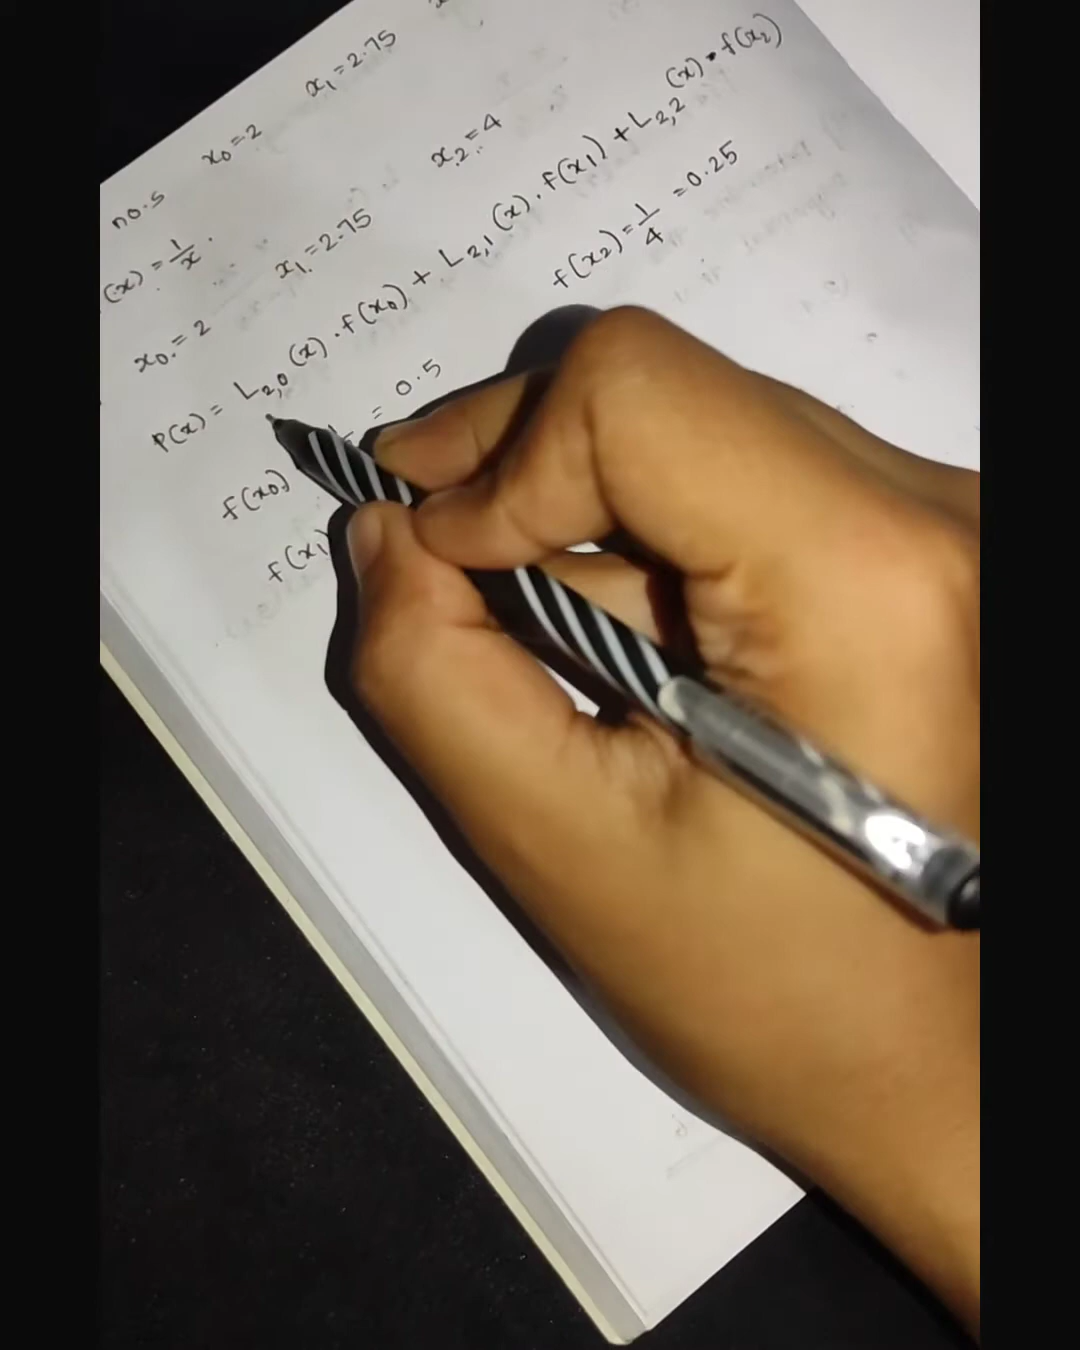 no.s x₀=2 x₁=2.75
(x) = 1/x.
x₀=2 x₁=2.75 x₂=4
P(x) = L₂,₀(x).f(x₀) + L₂,₁(x).f(x₁) + L₂,₂(x).f(x₂)
f(x₀) = 0.5 f(x₂) = 1/4 = 0.25
f(x₁)